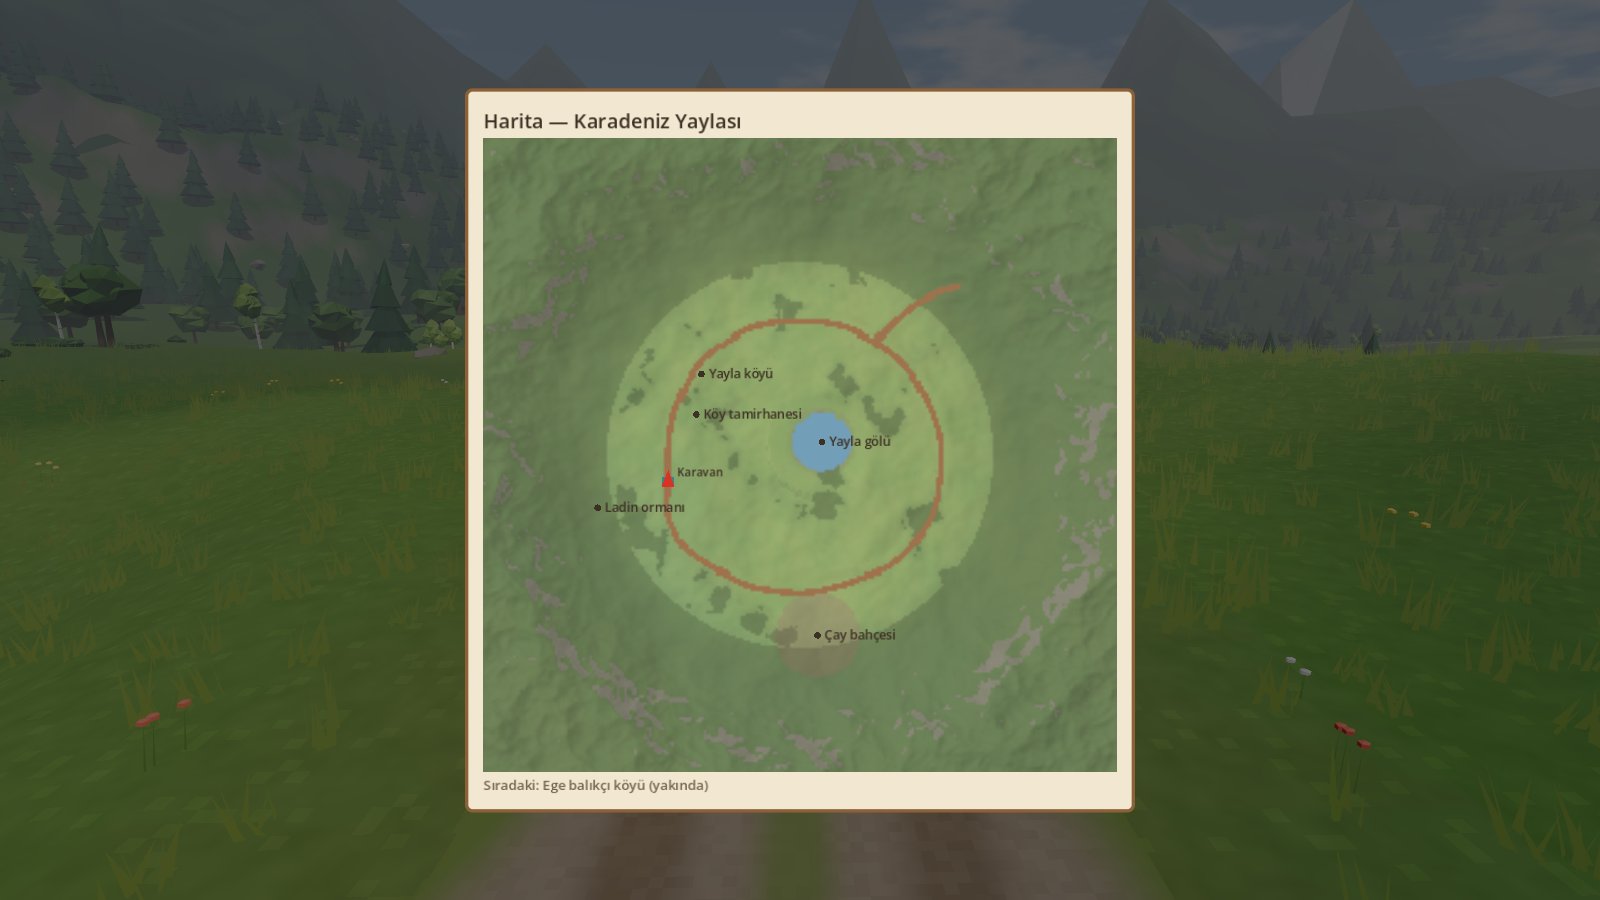 Harita — Karadeniz Yaylası
Yayla köyü
Köy tamirhanesi
Yayla gölü
Karavan
Ladin ormanı
Çay bahçesi
Sıradaki: Ege balıkçı köyü (yakında)